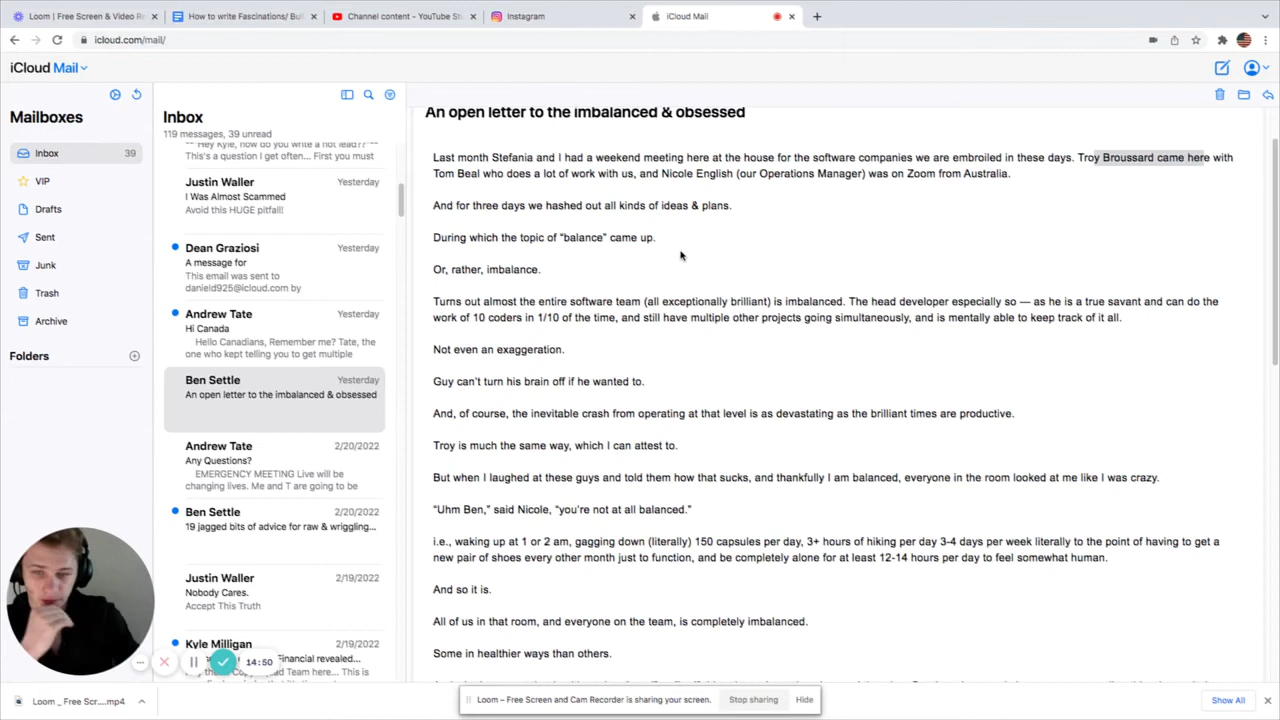 Loom | Free Screen & Video Re
How to write Fascinations/ Bul
Channel content - YouTube St
Instagram
iCloud Mail
icloud.com/mail/
iCloud Mail
Mailboxes
Inbox 39
VIP
Drafts
Sent
Junk
Trash
Archive
Folders
Inbox
119 messages, 39 unread
Hey Kyle, how do you write a hot lead??
This's a question I get often... First you must
Justin Waller Yesterday
I Was Almost Scammed
Avoid this HUGE pitfall!
Dean Graziosi Yesterday
A message for
This email was sent to
danield925@icloud.com by
Andrew Tate Yesterday
Hi Canada
Hello Canadians, Remember me? Tate, the
one who kept telling you to get multiple
Ben Settle Yesterday
An open letter to the imbalanced & obsessed
Andrew Tate 2/20/2022
Any Questions?
EMERGENCY MEETING Live will be
changing lives. Me and T are going to be
Ben Settle 2/20/2022
19 jagged bits of advice for raw & wriggling...
Justin Waller 2/19/2022
Nobody Cares.
Accept This Truth
Kyle Milligan 2/19/2022
Financial revealed...
Team here... This is
14:50
An open letter to the imbalanced & obsessed
Last month Stefania and I had a weekend meeting here at the house for the software companies we are embroiled in these days. Troy Broussard came here with
Tom Beal who does a lot of work with us, and Nicole English (our Operations Manager) was on Zoom from Australia.
And for three days we hashed out all kinds of ideas & plans.
During which the topic of “balance” came up.
Or, rather, imbalance.
Turns out almost the entire software team (all exceptionally brilliant) is imbalanced. The head developer especially so — as he is a true savant and can do the
work of 10 coders in 1/10 of the time, and still have multiple other projects going simultaneously, and is mentally able to keep track of it all.
Not even an exaggeration.
Guy can’t turn his brain off if he wanted to.
And, of course, the inevitable crash from operating at that level is as devastating as the brilliant times are productive.
Troy is much the same way, which I can attest to.
But when I laughed at these guys and told them how that sucks, and thankfully I am balanced, everyone in the room looked at me like I was crazy.
“Uhm Ben,” said Nicole, “you’re not at all balanced.”
i.e., waking up at 1 or 2 am, gagging down (literally) 150 capsules per day, 3+ hours of hiking per day 3-4 days per week literally to the point of having to get a
new pair of shoes every other month just to function, and be completely alone for at least 12-14 hours per day to feel somewhat human.
And so it is.
All of us in that room, and everyone on the team, is completely imbalanced.
Some in healthier ways than others.
Loom _ Free Scr....mp4
Loom – Free Screen and Cam Recorder is sharing your screen.
Stop sharing
Hide
Show All